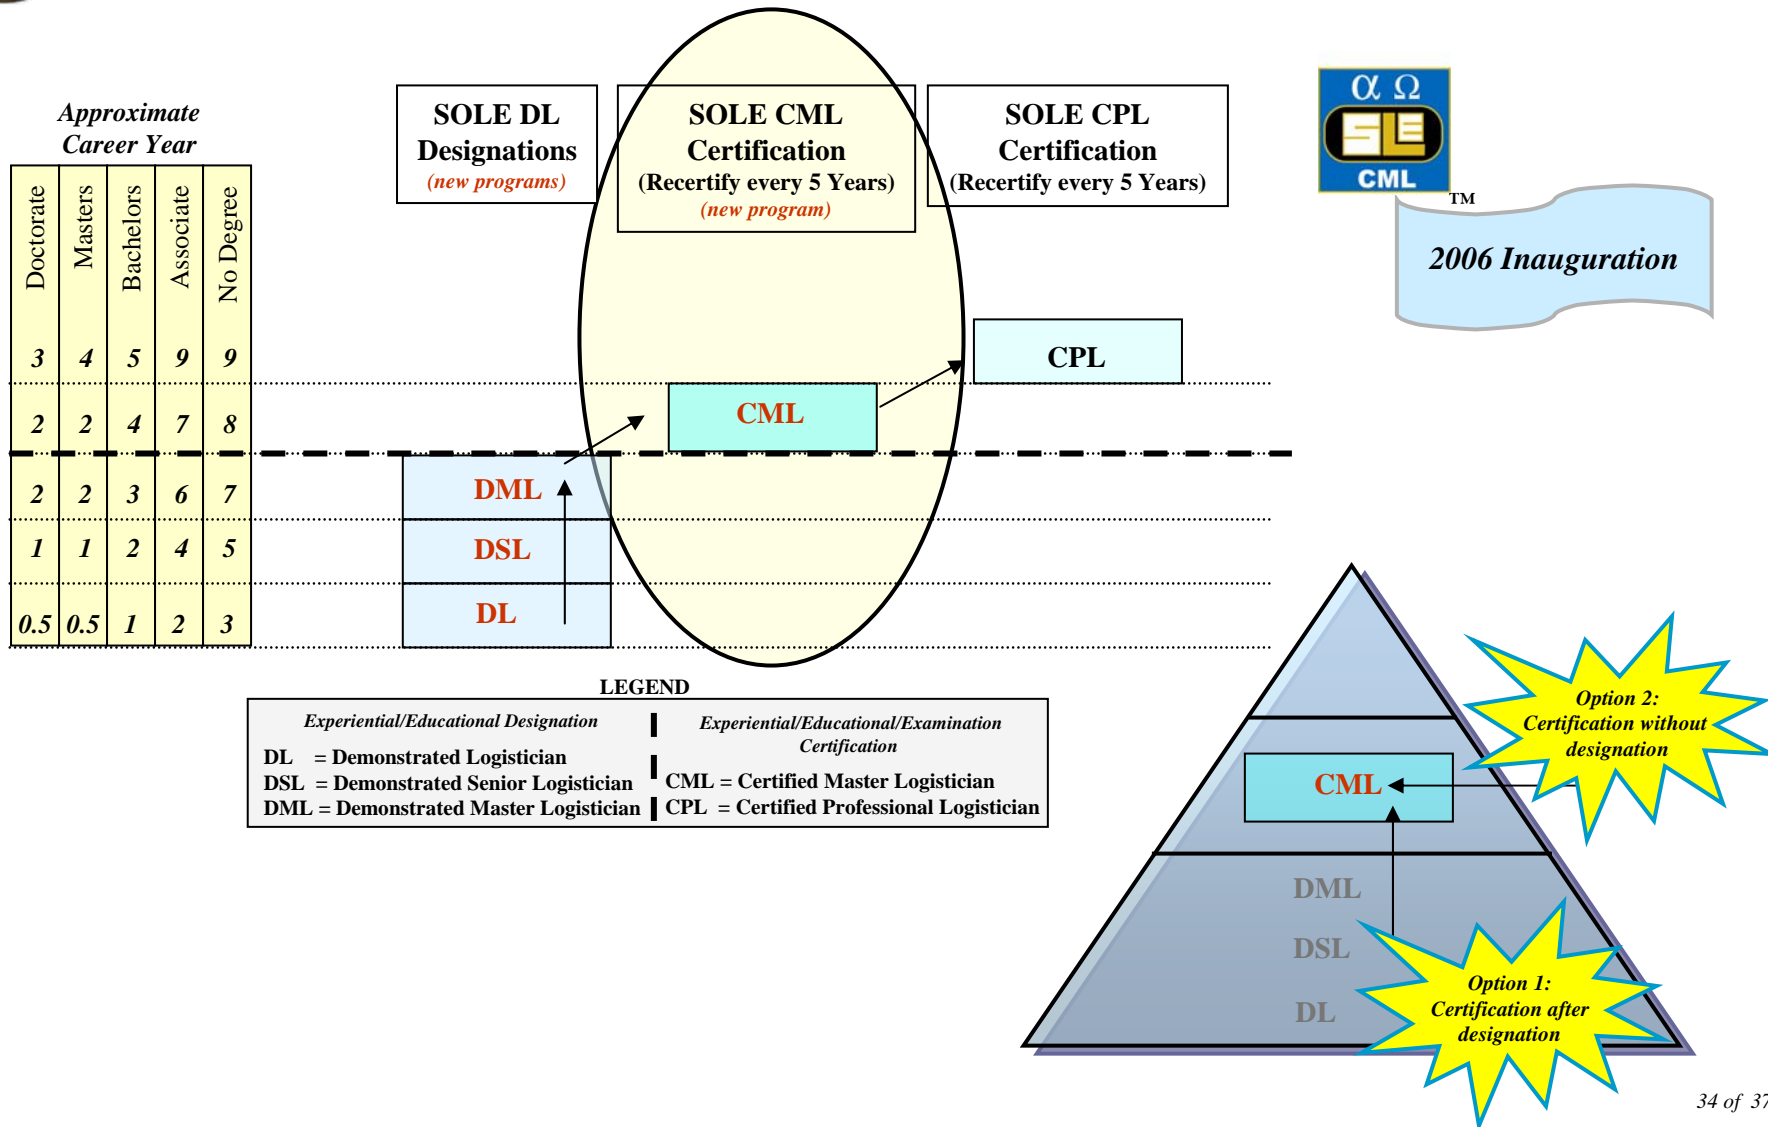 Approximate
Career Year
Doctorate
Masters
Bachelors
Associate
No Degree
3 4 5 9 9
2 2 4 7 8
2 2 3 6 7
1 1 2 4 5
0.5 0.5 1 2 3
SOLE DL
Designations
(new programs)
SOLE CML
Certification
(Recertify every 5 Years)
(new program)
SOLE CPL
Certification
(Recertify every 5 Years)
α Ω
SLE
CML
TM
2006 Inauguration
CPL
CML
DML
DSL
DL
LEGEND
Experiential/Educational Designation
DL = Demonstrated Logistician
DSL = Demonstrated Senior Logistician
DML = Demonstrated Master Logistician
Experiential/Educational/Examination
Certification
CML = Certified Master Logistician
CPL = Certified Professional Logistician
Option 2:
Certification without
designation
CML
DML
DSL
DL
Option 1:
Certification after
designation
34 of 37